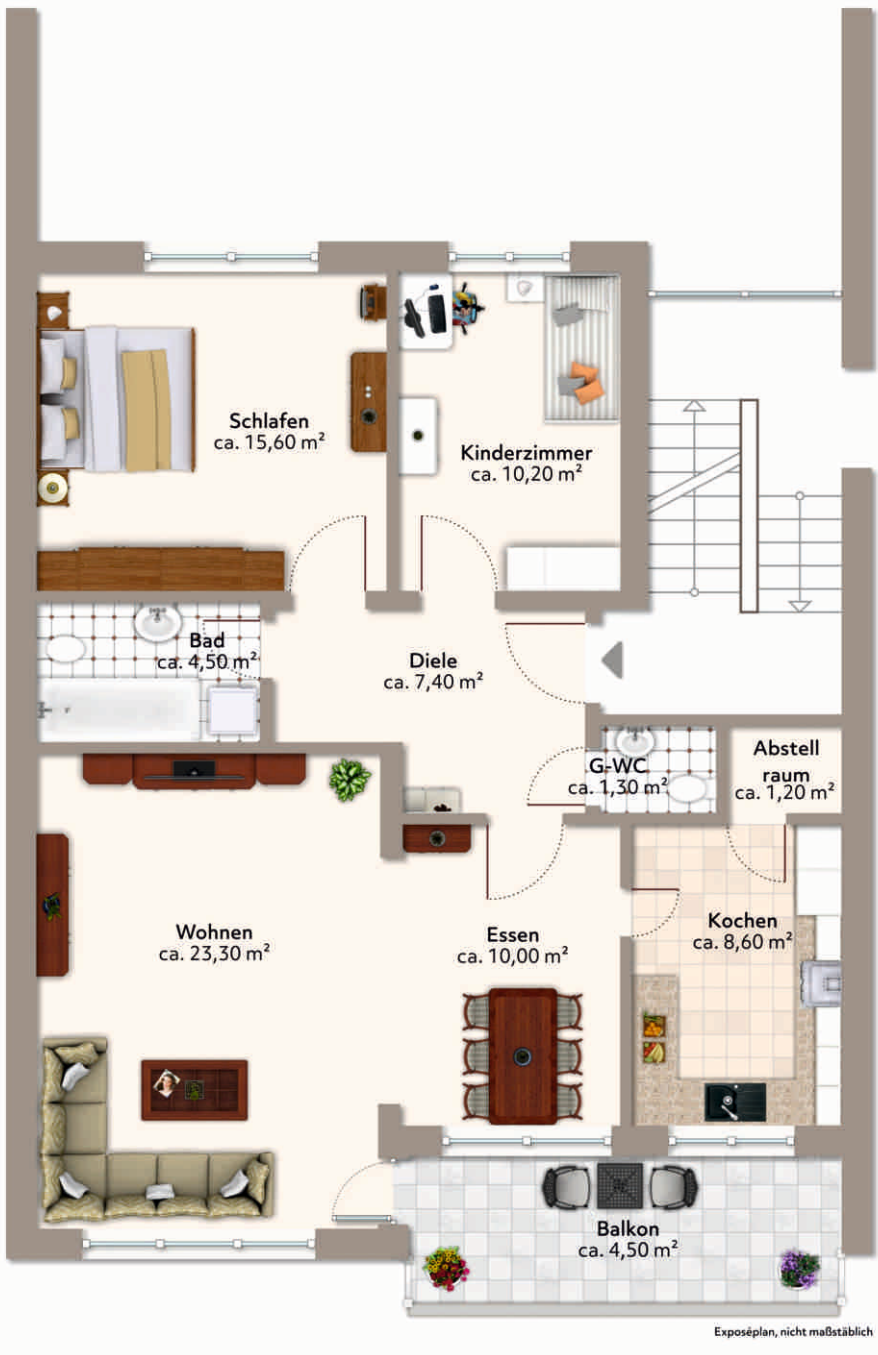 Schlafen
ca. 15,60 m²
Kinderzimmer
ca. 10,20 m²
Bad
ca. 4,50 m²
Diele
ca. 7,40 m²
G-WC
ca. 1,30 m²
Abstell
raum
ca. 1,20 m²
Wohnen
ca. 23,30 m²
Essen
ca. 10,00 m²
Kochen
ca. 8,60 m²
Balkon
ca. 4,50 m²
Exposéplan, nicht maßstäblich